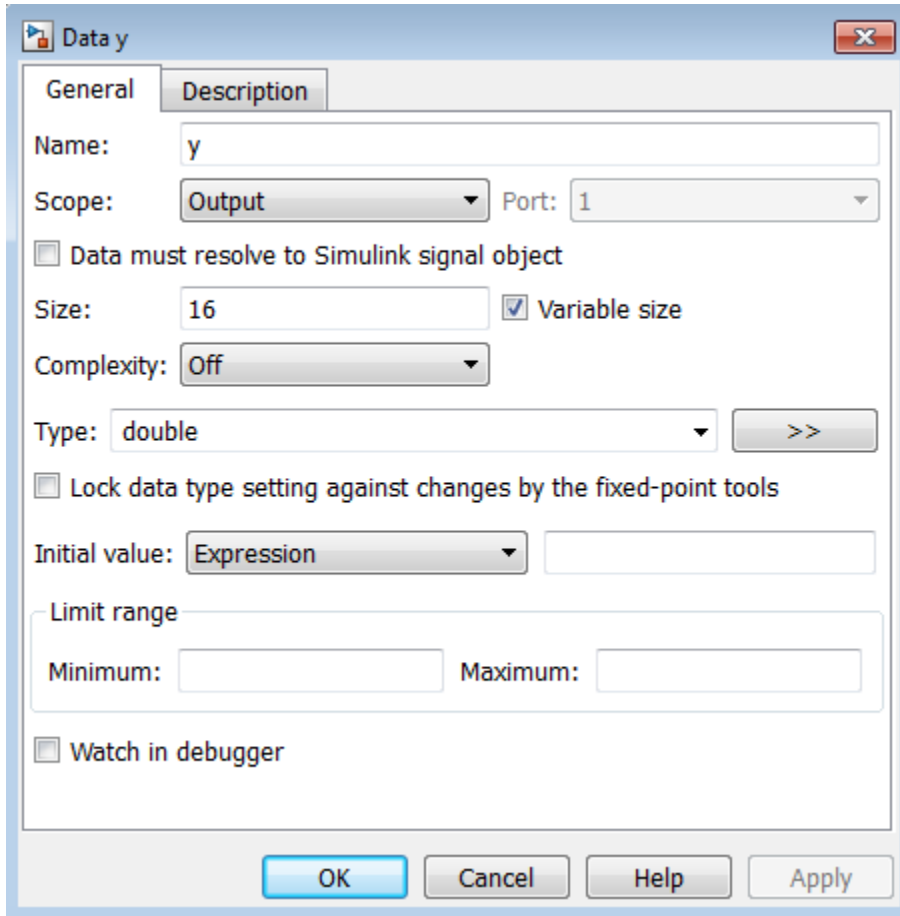 Data y
General Description
Name: y
Scope: Output Port: 1
Data must resolve to Simulink signal object
Size: 16 Variable size
Complexity: Off
Type: double >>
Lock data type setting against changes by the fixed-point tools
Initial value: Expression
Limit range
Minimum: Maximum:
Watch in debugger
OK Cancel Help Apply